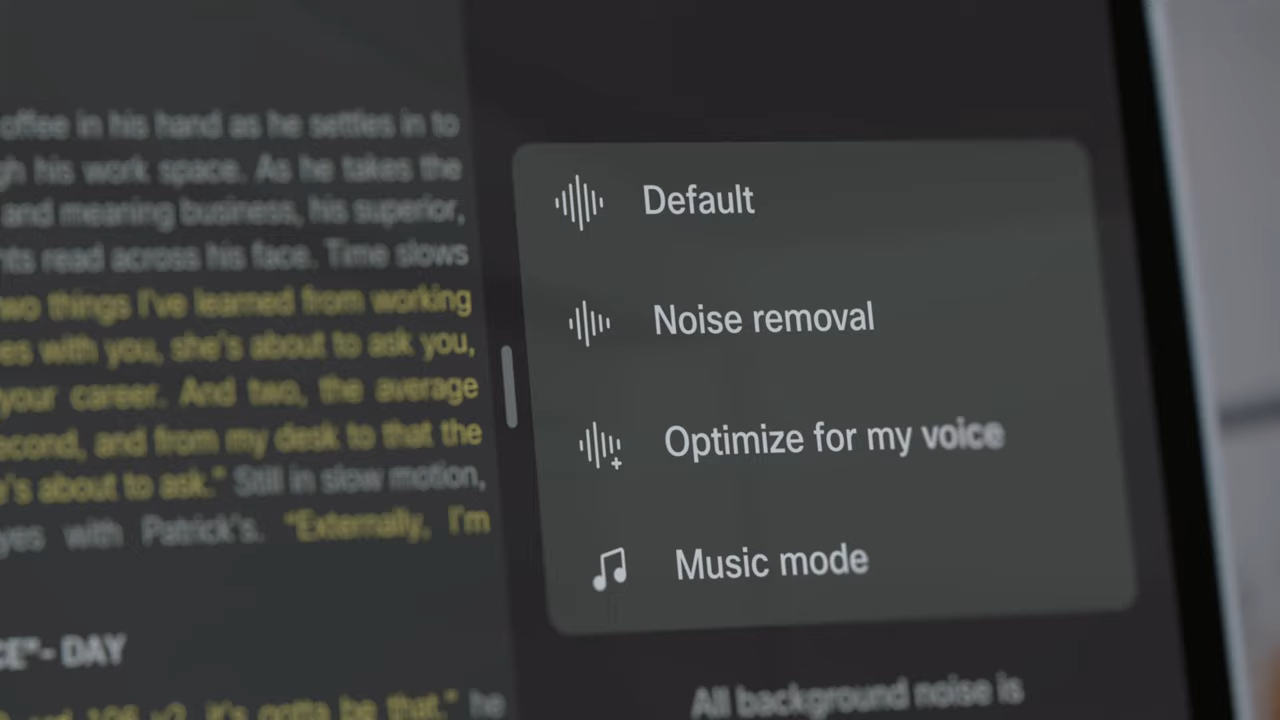 offee in his hand as he settles in to
gh his work space. As he takes the
and meaning business, his superior,
nts read across his face. Time slows
two things I've learned from working
es with you, she's about to ask you,
your career. And two, the average
econd, and from my desk to that the
e's about to ask." Still in slow motion,
yes with Patrick's. "Externally, I'm
CE"- DAY
it's gotta be that." he
Default
Noise removal
Optimize for my voice
Music mode
All background noise is